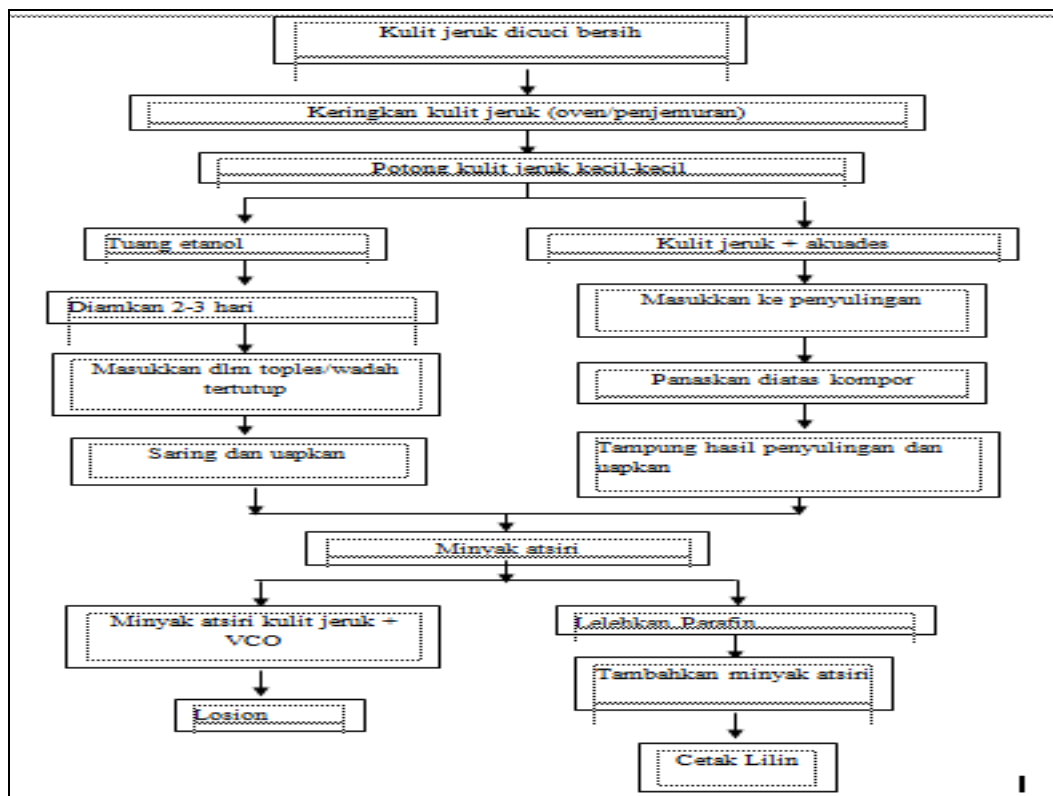 Kulit jeruk dicuci bersih
Keringkan kulit jeruk (oven/penjemuran)
Potong kulit jeruk kecil-kecil
Tuang etanol
Kulit jeruk + akuades
Diamkan 2-3 hari
Masukkan ke penyulingan
Masukkan dlm toples/wadah
tertutup
Panaskan diatas kompor
Saring dan uapkan
Tampung hasil penyulingan dan
uapkan
Minyak atsiri
Minyak atsiri kulit jeruk +
VCO
Lelehkan Parafin
Tambahkan minyak atsiri
Losion
Cetak Lilin